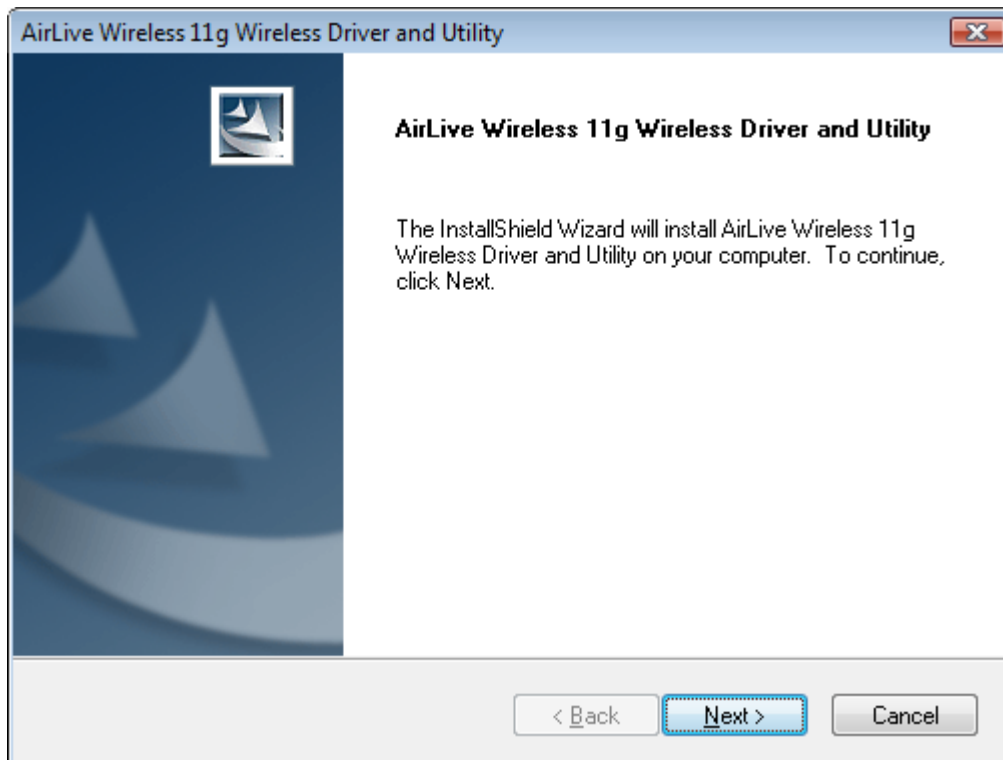 AirLive Wireless 11g Wireless Driver and Utility
AirLive Wireless 11g Wireless Driver and Utility
The InstallShield Wizard will install AirLive Wireless 11g
Wireless Driver and Utility on your computer.  To continue,
click Next.
< Back
Next >
Cancel